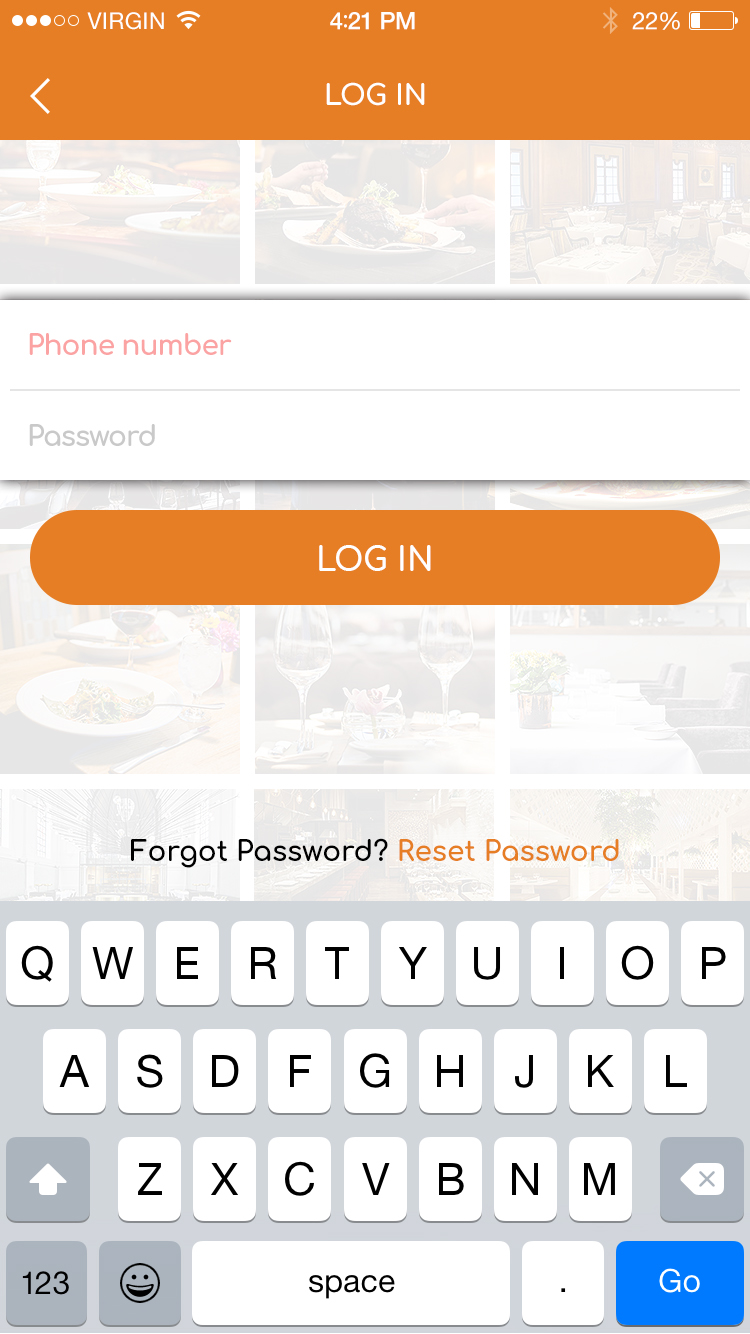 VIRGIN 4:21 PM 22%
LOG IN
Phone number
Password
LOG IN
Forgot Password? Reset Password
Q W E R T Y U I O P
A S D F G H J K L
Z X C V B N M
123 space . Go